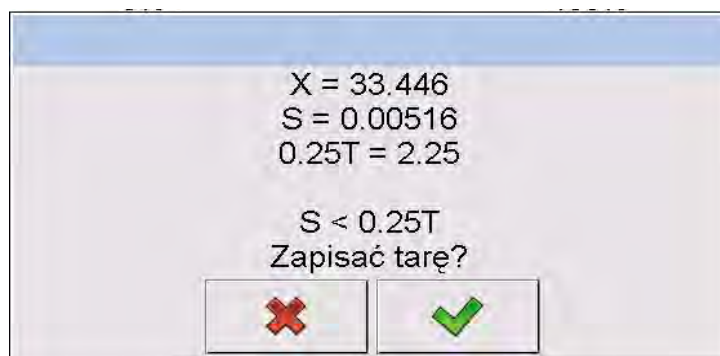 X = 33.446
S = 0.00516
0.25T = 2.25
S < 0.25T
Zapisać tarę?